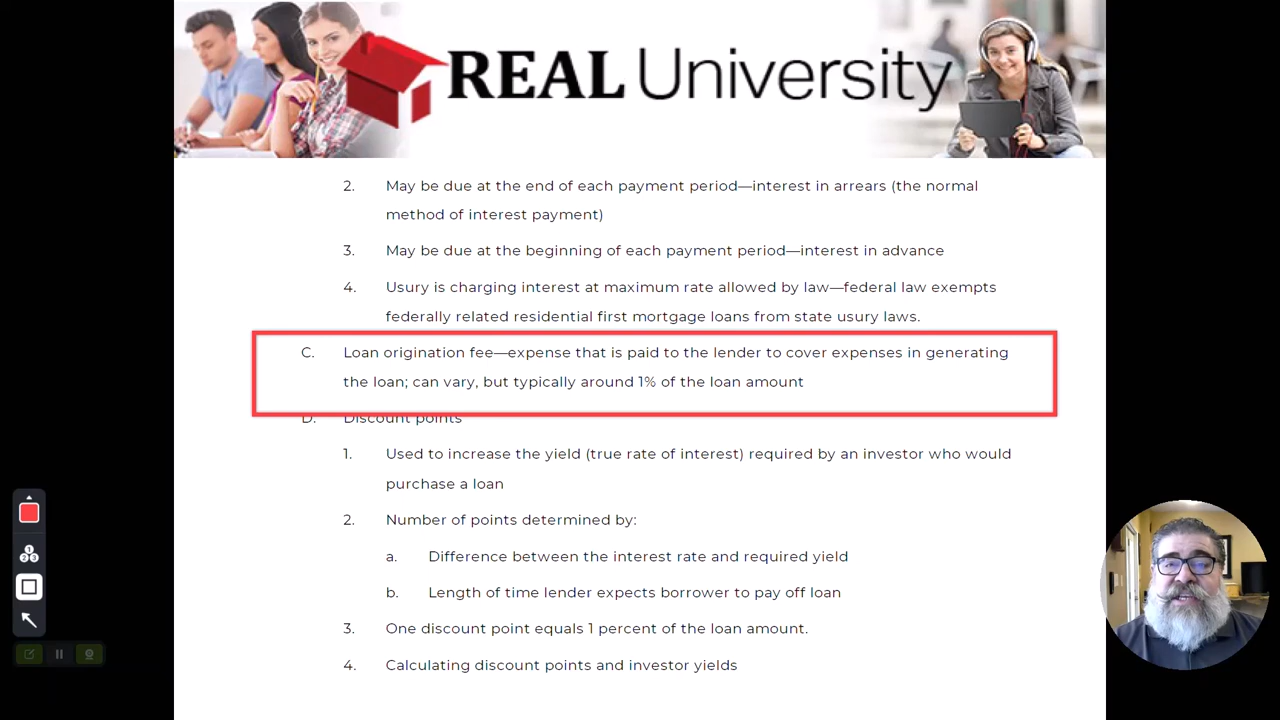 REAL University
2. May be due at the end of each payment period—interest in arrears (the normal
method of interest payment)
3. May be due at the beginning of each payment period—interest in advance
4. Usury is charging interest at maximum rate allowed by law—federal law exempts
federally related residential first mortgage loans from state usury laws.
C. Loan origination fee—expense that is paid to the lender to cover expenses in generating
the loan; can vary, but typically around 1% of the loan amount
D. Discount points
1. Used to increase the yield (true rate of interest) required by an investor who would
purchase a loan
2. Number of points determined by:
a. Difference between the interest rate and required yield
b. Length of time lender expects borrower to pay off loan
3. One discount point equals 1 percent of the loan amount.
4. Calculating discount points and investor yields